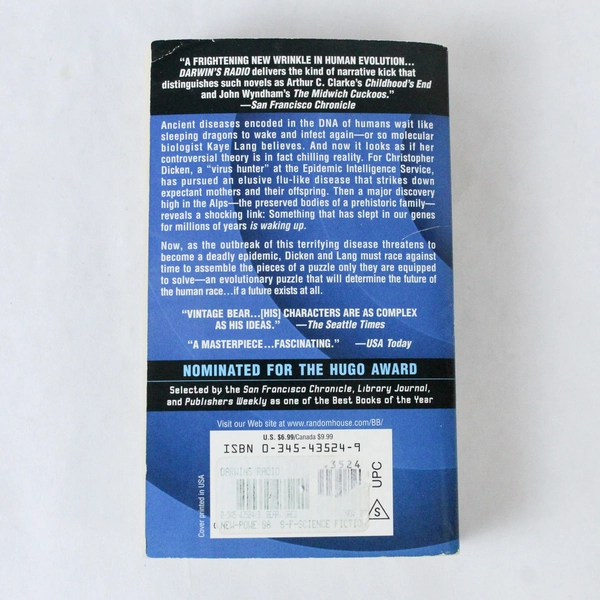 "A FRIGHTENING NEW WRINKLE IN HUMAN EVOLUTION...
DARWIN'S RADIO delivers the kind of narrative kick that
distinguishes such novels as Arthur C. Clarke's Childhood's End
and John Wyndham's The Midwich Cuckoos."
—San Francisco Chronicle
Ancient diseases encoded in the DNA of humans wait like
sleeping dragons to wake and infect again—or so molecular
biologist Kaye Lang believes. And now it looks as if her
controversial theory is in fact chilling reality. For Christopher
Dicken, a "virus hunter" at the Epidemic Intelligence Service,
has pursued an elusive flu-like disease that strikes down
expectant mothers and their offspring. Then a major discovery
high in the Alps—the preserved bodies of a prehistoric family—
reveals a shocking link: Something that has slept in our genes
for millions of years is waking up.
Now, as the outbreak of this terrifying disease threatens to
become a deadly epidemic, Dicken and Lang must race against
time to assemble the pieces of a puzzle only they are equipped
to solve—an evolutionary puzzle that will determine the future of
the human race...if a future exists at all.
"VINTAGE BEAR...[HIS] CHARACTERS ARE AS COMPLEX
AS HIS IDEAS." —The Seattle Times
"A MASTERPIECE...FASCINATING." —USA Today
NOMINATED FOR THE HUGO AWARD
Selected by the San Francisco Chronicle, Library Journal,
and Publishers Weekly as one of the Best Books of the Year
Visit our Web site at www.randomhouse.com/BB/
U.S. $6.99/Canada $9.99
ISBN 0-345-43524-9
3524
DARWINS RADIO
UPC
S
S-F-SCIENCE
Cover printed in USA